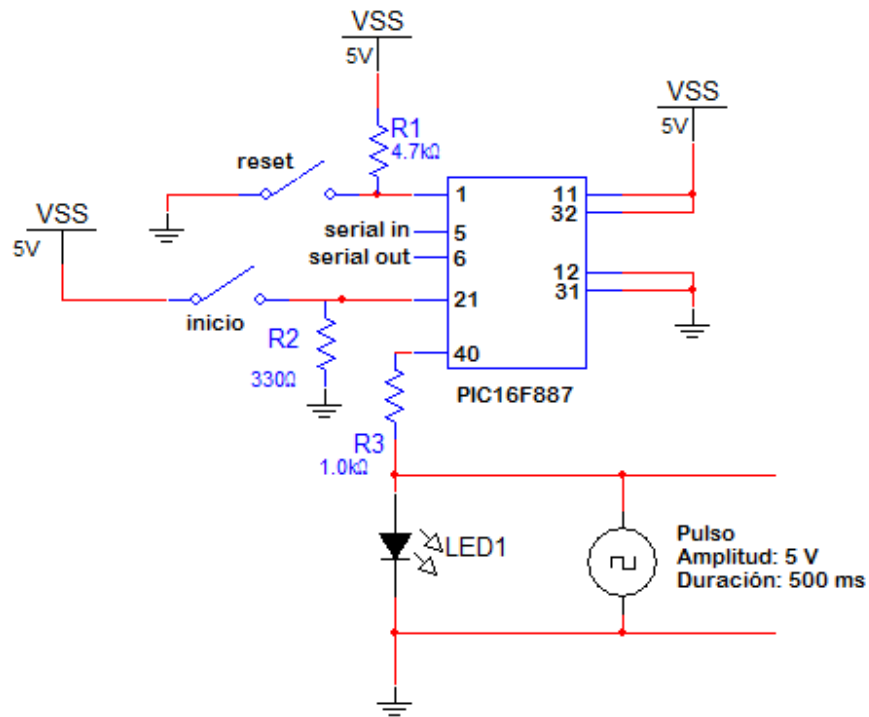 VSS
5V
R1
4.7kΩ
reset
VSS
5V
serial in
serial out
inicio
R2
330Ω
1
5
6
21
40
11
32
12
31
PIC16F887
VSS
5V
R3
1.0kΩ
LED1
Pulso
Amplitud: 5 V
Duración: 500 ms